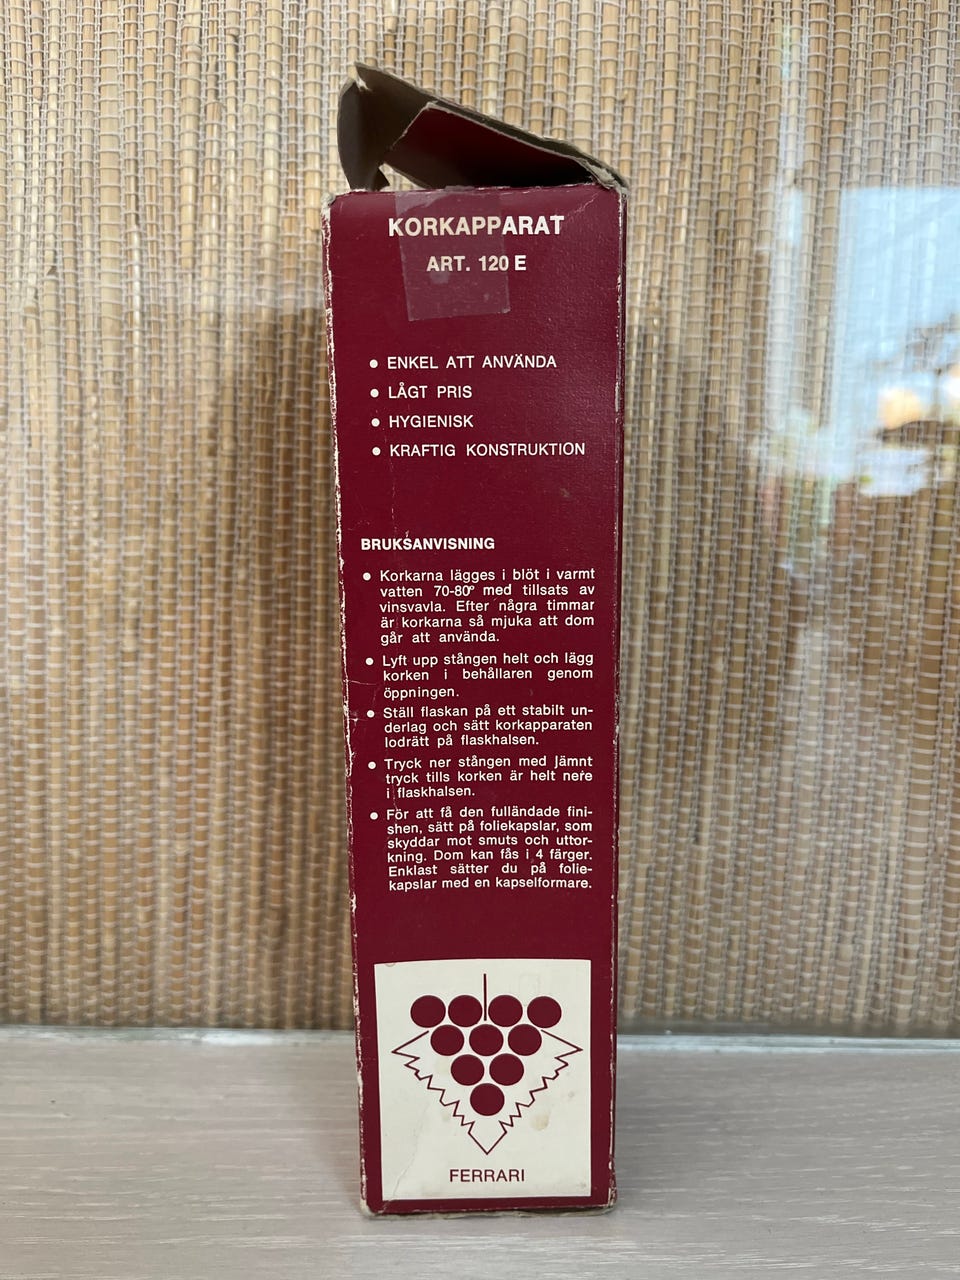 KORKAPPARAT
ART. 120 E
• ENKEL ATT ANVÄNDA
• LÅGT PRIS
• HYGIENISK
• KRAFTIG KONSTRUKTION
BRUKSANVISNING
• Korkarna lägges i blöt i varmt
vatten 70-80° med tillsats av
vinsvavla. Efter några timmar
är korkarna så mjuka att dom
går att använda.
• Lyft upp stången helt och lägg
korken i behållaren genom
öppningen.
• Ställ flaskan på ett stabilt un-
derlag och sätt korkapparaten
lodrätt på flaskhalsen.
• Tryck ner stången med jämnt
tryck tills korken är helt nere
i flaskhalsen.
• För att få den fulländade fini-
shen, sätt på foliekapslar, som
skyddar mot smuts och uttor-
kning. Dom kan fås i 4 färger.
Enklast sätter du på folie-
kapslar med en kapselformare.
FERRARI